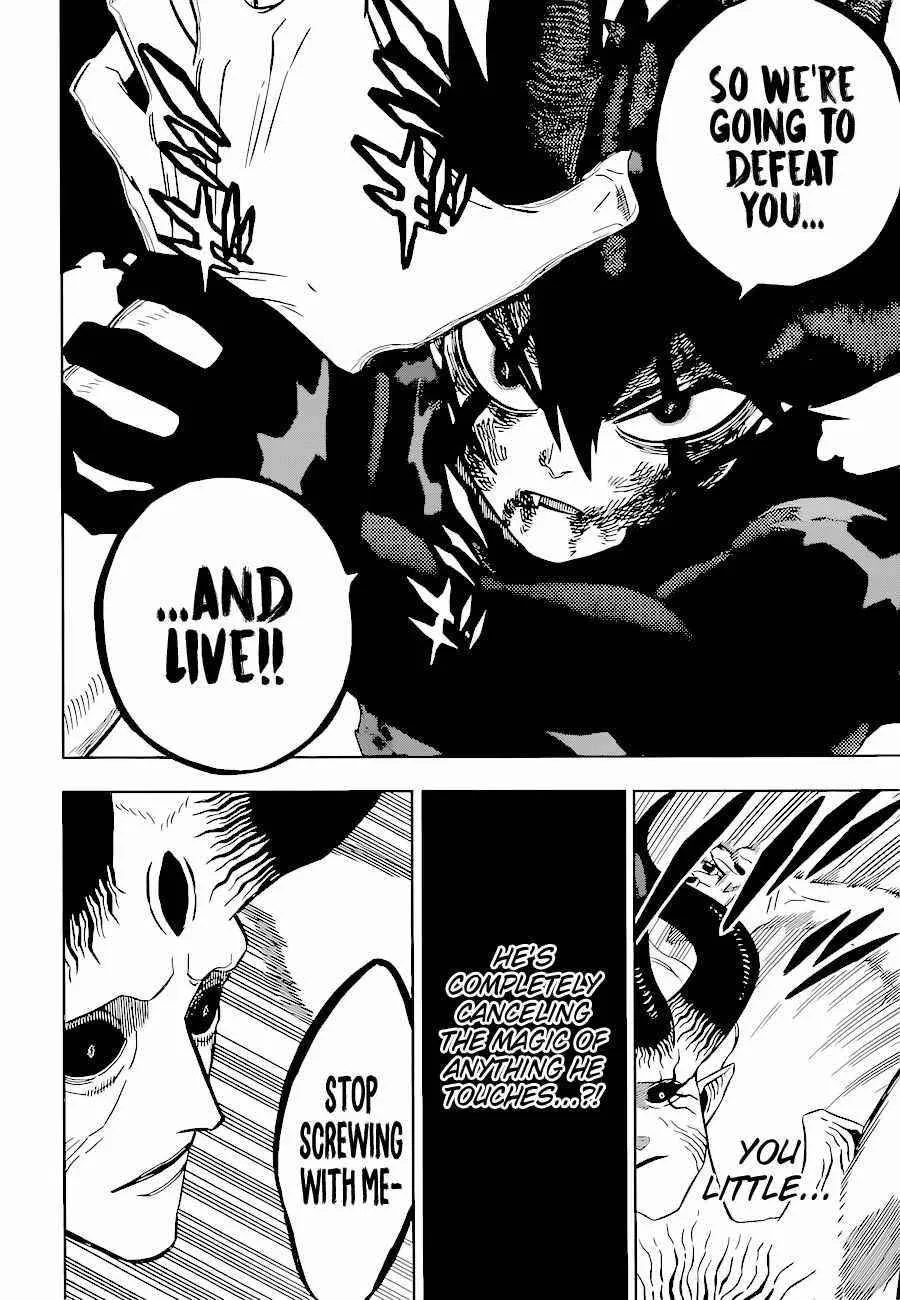 SO WE'RE
GOING TO
DEFEAT
YOU...
...AND
LIVE!!
YOU
LITTLE...
HE'S
COMPLETELY
CANCELING
THE MAGIC OF
ANYTHING HE
TOUCHES...?!
STOP
SCREWING
WITH ME-